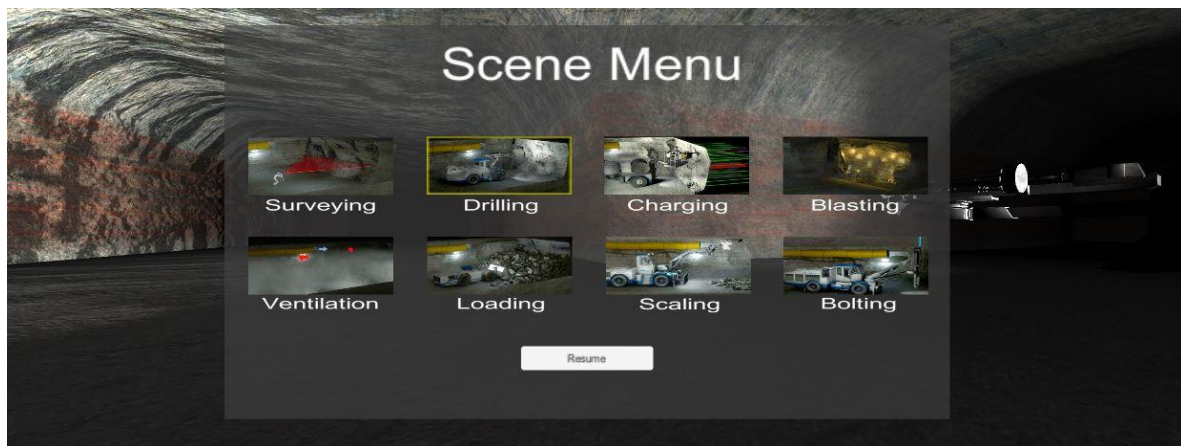 Scene Menu
Surveying Drilling Charging Blasting
Ventilation Loading Scaling Bolting
Resume